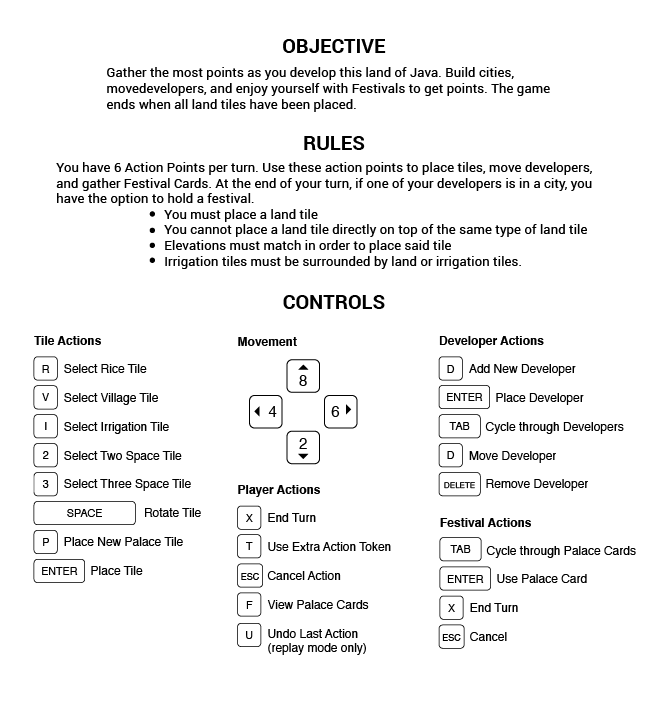 OBJECTIVE
Gather the most points as you develop this land of Java. Build cities,
movedevelopers, and enjoy yourself with Festivals to get points. The game
ends when all land tiles have been placed.
RULES
You have 6 Action Points per turn. Use these action points to place tiles, move developers,
and gather Festival Cards. At the end of your turn, if one of your developers is in a city, you
have the option to hold a festival.
• You must place a land tile
• You cannot place a land tile directly on top of the same type of land tile
• Elevations must match in order to place said tile
• Irrigation tiles must be surrounded by land or irrigation tiles.
CONTROLS
Tile Actions
R Select Rice Tile
V Select Village Tile
I Select Irrigation Tile
2 Select Two Space Tile
3 Select Three Space Tile
SPACE Rotate Tile
P Place New Palace Tile
ENTER Place Tile
Movement
8
4 6
2
Player Actions
X End Turn
T Use Extra Action Token
ESC Cancel Action
F View Palace Cards
U Undo Last Action
(replay mode only)
Developer Actions
D Add New Developer
ENTER Place Developer
TAB Cycle through Developers
D Move Developer
DELETE Remove Developer
Festival Actions
TAB Cycle through Palace Cards
ENTER Use Palace Card
X End Turn
ESC Cancel